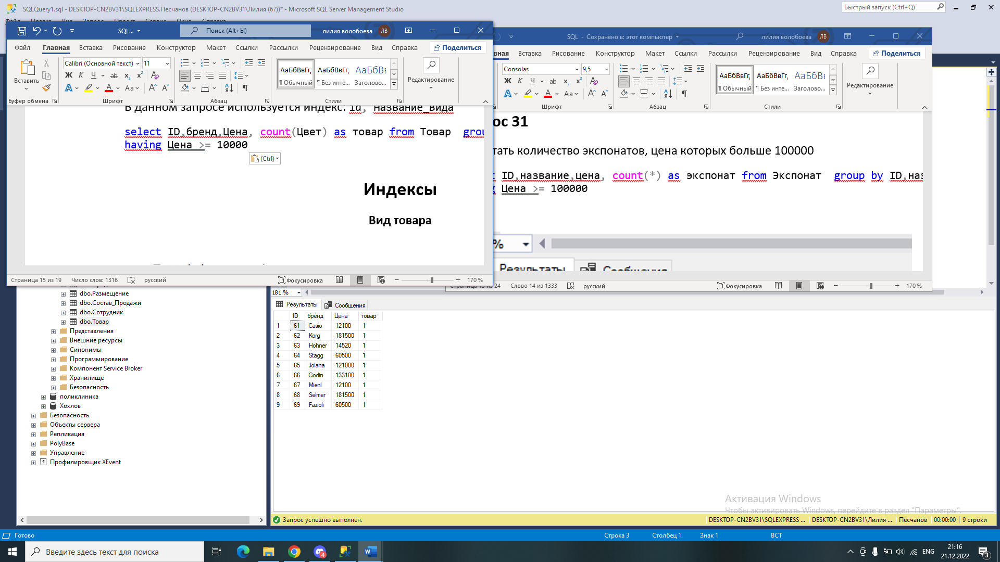 SQLQuery1.sql - DESKTOP-CN2BV31\SQLEXPRESS.Песчанов (DESKTOP-CN2BV31\Лилия (67))* - Microsoft SQL Server Management Studio
Быстрый запуск (Ctrl+Q)
SQL...
Поиск (Alt+Ы)
лилия волобоева
ЛВ
Файл Главная Вставка Рисование Конструктор Макет Ссылки Рассылки Рецензирование Вид Справка
Поделиться
Вставить
Calibri (Основной текст)
11
Ж К Ч ab x₂ x²
Aa
АаБбВвГг, АаБбВвГг, АаБбВв
¶ Обычный ¶ Без инте... Заголово...
Редактирование
Буфер обмена Шрифт Абзац Стили
В данном запросе используется индекс: id, Название_Вида
select ID,бренд,Цена, count(Цвет) as товар from Товар grou
having Цена >= 10000
(Ctrl)
Индексы
Вид товара
Страница 15 из 19 Число слов: 1316 русский Фокусировка 170 %
SQL - Сохранено в: этот компьютер
лилия волобоева
ЛВ
вная Вставка Рисование Конструктор Макет Ссылки Рассылки Рецензирование Вид Справка
Поделиться
Consolas
9,5
Ж К Ч ab x₂ x²
Aa
АаБбВвГг, АаБбВвГг, АаБбВв
¶ Обычный ¶ Без инте... Заголово...
Редактирование
Шрифт Абзац Стили
ос 31
тать количество экспонатов, цена которых больше 100000
ID,название,цена, count(*) as экспонат from Экспонат group by ID,наз
Цена >= 100000
%
Результаты Сообщения
из 24 Слово 14 из 1333 русский Фокусировка 170 %
dbo.Размещение
dbo.Состав_Продажи
dbo.Сотрудник
dbo.Товар
Представления
Внешние ресурсы
Синонимы
Программирование
Компонент Service Broker
Хранилище
Безопасность
поликлиника
Хохлов
Безопасность
Объекты сервера
Репликация
PolyBase
Управление
Профилировщик XEvent
181 %
Результаты Сообщения
ID бренд Цена товар
1 61 Casio 12100 1
2 62 Korg 181500 1
3 63 Hohner 14520 1
4 64 Stagg 60500 1
5 65 Jolana 121000 1
6 66 Godin 133100 1
7 67 Mienl 12100 1
8 68 Selmer 181500 1
9 69 Fazioli 60500 1
Активация Windows
Чтобы активировать Windows, перейдите в раздел "Параметры".
Запрос успешно выполнен.
DESKTOP-CN2BV31\SQLEXPRESS ... DESKTOP-CN2BV31\Лилия ... Песчанов 00:00:00 9 строки
Готово
Строка 3 Столбец 1 Знак 1 ВСТ
Введите здесь текст для поиска
4
ENG
21:16
21.12.2022
3